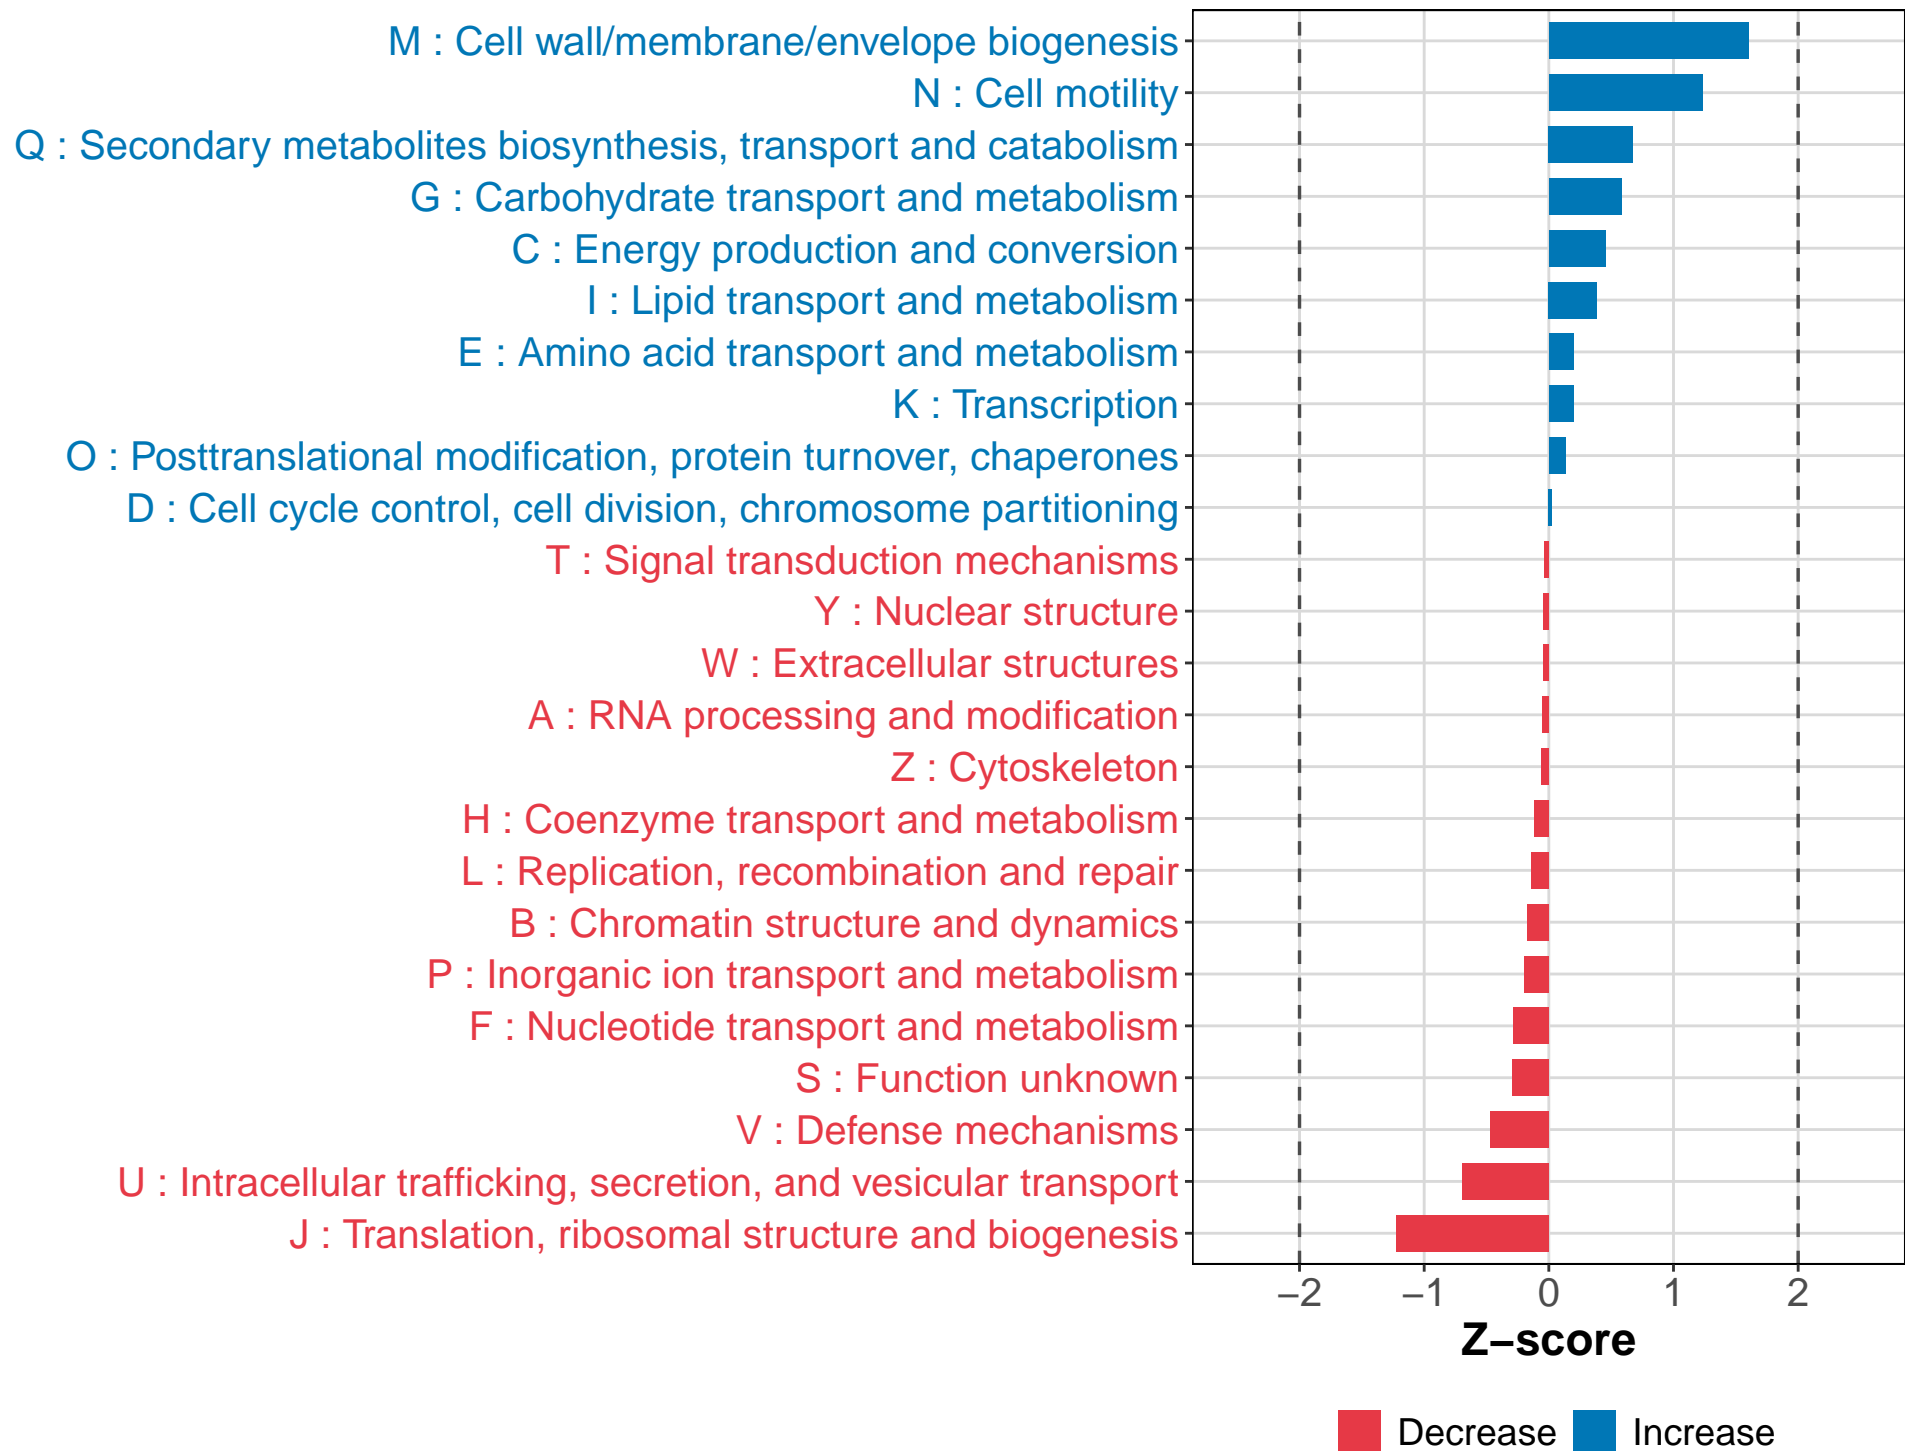 M : Cell wall/membrane/envelope biogenesis
N : Cell motility
Q : Secondary metabolites biosynthesis, transport and catabolism
G : Carbohydrate transport and metabolism
C : Energy production and conversion
I : Lipid transport and metabolism
E : Amino acid transport and metabolism
K : Transcription
O : Posttranslational modification, protein turnover, chaperones
D : Cell cycle control, cell division, chromosome partitioning
T : Signal transduction mechanisms
Y : Nuclear structure
W : Extracellular structures
A : RNA processing and modification
Z : Cytoskeleton
H : Coenzyme transport and metabolism
L : Replication, recombination and repair
B : Chromatin structure and dynamics
P : Inorganic ion transport and metabolism
F : Nucleotide transport and metabolism
S : Function unknown
V : Defense mechanisms
U : Intracellular trafficking, secretion, and vesicular transport
J : Translation, ribosomal structure and biogenesis
−2 −1 0 1 2
Z−score
Decrease Increase